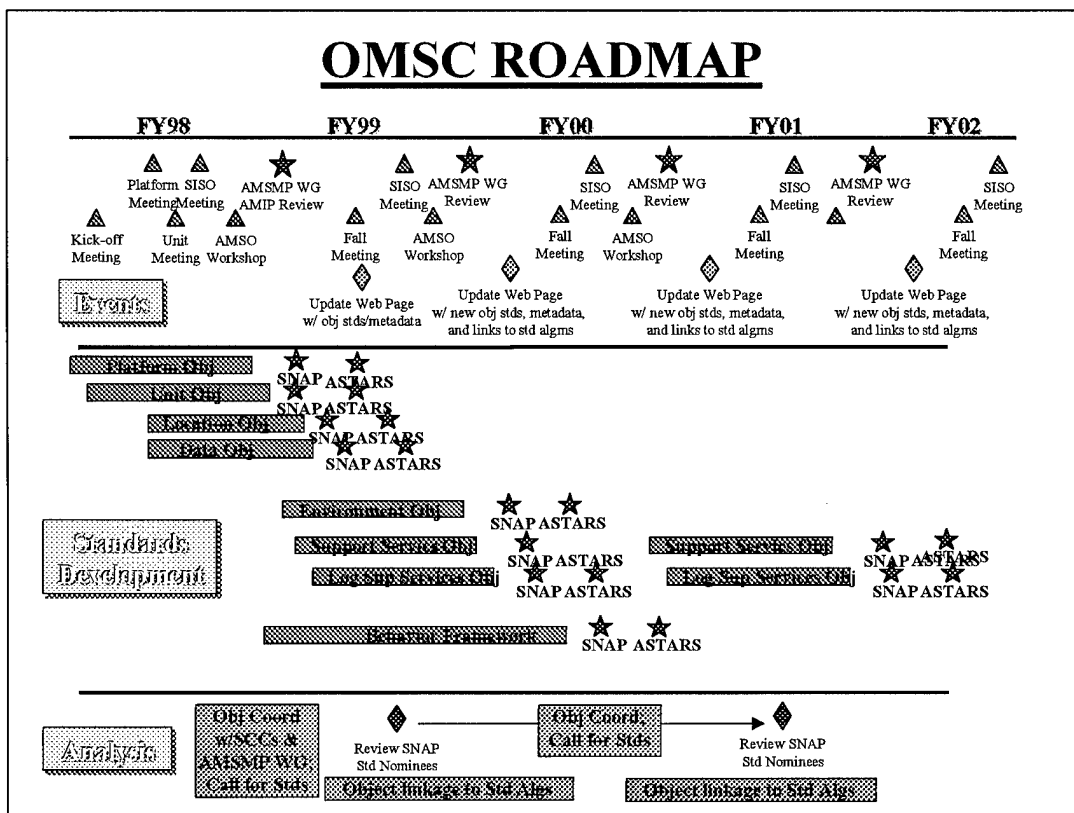 OMSC ROADMAP
FY98 FY99 FY00 FY01 FY02
Platform
Meeting
SISO
Meeting
AMSMP WG
AMIP Review
SISO
Meeting
AMSMP WG
Review
SISO
Meeting
AMSMP WG
Review
SISO
Meeting
AMSMP WG
Review
SISO
Meeting
Kick-off
Meeting
Unit
Meeting
AMSO
Workshop
Fall
Meeting
AMSO
Workshop
Fall
Meeting
AMSO
Workshop
Fall
Meeting
Fall
Meeting
Events
Update Web Page
w/ obj stds/metadata
Update Web Page
w/ new obj stds, metadata,
and links to std algms
Update Web Page
w/ new obj stds, metadata,
and links to std algms
Update Web Page
w/ new obj stds, metadata,
and links to std algms
Platform Obj
SNAP ASTARS
Unit Obj
SNAP ASTARS
Location Obj
SNAP ASTARS
Data Obj
SNAP ASTARS
Standards
Development
Environment Obj
SNAP ASTARS
Support Service Obj
SNAP ASTARS
Support Servies Obj
SNAP ASTARS
Log Sup Services Obj
SNAP ASTARS
Log Sup Services Obj
SNAP ASTARS
Behavior Framework
SNAP ASTARS
Analysis
Obj Coord
w/SCCs &
AMSMP WG.
Call for Stds
Review SNAP
Std Nominees
Obj Coord.
Call for Stds
Review SNAP
Std Nominees
Object linkage to Std Algs
Object linkage to Std Algs